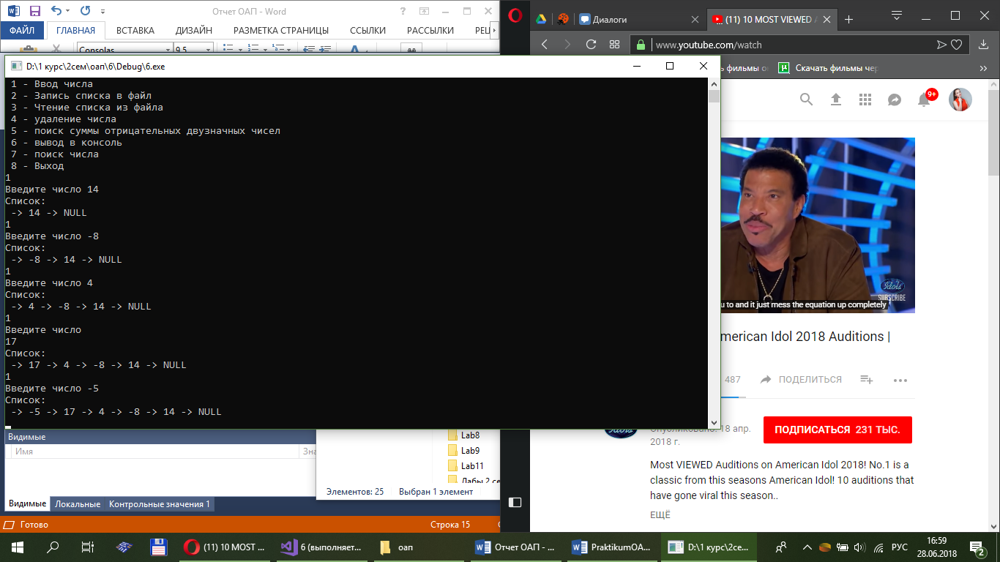 Отчет ОАП - Word
ФАЙЛ ГЛАВНАЯ ВСТАВКА ДИЗАЙН РАЗМЕТКА СТРАНИЦЫ ССЫЛКИ РАССЫЛКИ РЕЦ
Consolas 9,5
Диалоги (11) 10 MOST VIEWED A
www.youtube.com/watch
фильмы Скачать фильмы чер
9+
D:\1 курс\2сем\оап\6\Debug\6.exe
1 - Ввод числа
2 - Запись списка в файл
3 - Чтение списка из файла
4 - удаление числа
5 - поиск суммы отрицательных двузначных чисел
6 - вывод в консоль
7 - поиск числа
8 - Выход
1
Введите число 14
Список:
-> 14 -> NULL
1
Введите число -8
Список:
-> -8 -> 14 -> NULL
1
Введите число 4
Список:
-> 4 -> -8 -> 14 -> NULL
1
Введите число
17
Список:
-> 17 -> 4 -> -8 -> 14 -> NULL
1
Введите число -5
Список:
-> -5 -> 17 -> 4 -> -8 -> 14 -> NULL
Idols
SUBSCRIBE
u to and it just mess the equation up completely
merican Idol 2018 Auditions |
487 ПОДЕЛИТЬСЯ
Опубликовано: 18 апр.
2018 г.
ПОДПИСАТЬСЯ 231 ТЫС.
Most VIEWED Auditions on American Idol 2018! No.1 is a
classic from this seasons American Idol! 10 auditions that
have gone viral this season..
ЕЩЁ
Видимые
Имя Зна
Видимые Локальные Контрольные значения 1
Готово Строка 15
Lab8
Lab9
Lab11
Лабы 2 се
Элементов: 25 Выбран 1 элемент
(11) 10 MOST ... 6 (выполняет... оап Отчет ОАП - ... PraktikumOA... D:\1 курс\2се...
РУС
16:59
28.06.2018
2